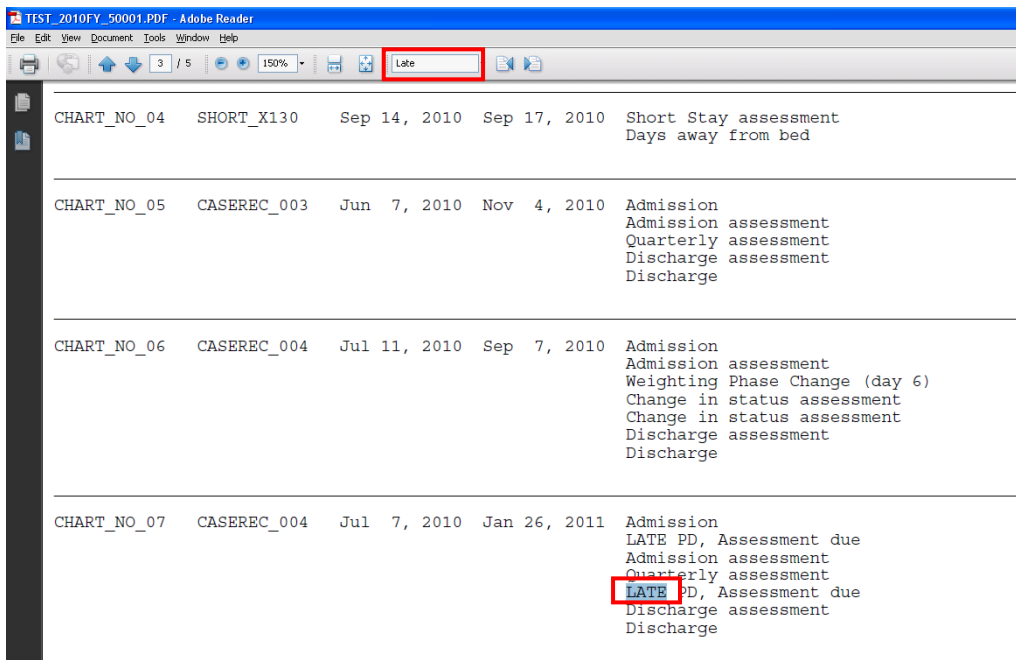 TEST_2010FY_50001.PDF - Adobe Reader
File Edit View Document Tools Window Help
3 / 5 150% Late
CHART_NO_04 SHORT_X130 Sep 14, 2010 Sep 17, 2010 Short Stay assessment
Days away from bed
CHART_NO_05 CASEREC_003 Jun 7, 2010 Nov 4, 2010 Admission
Admission assessment
Quarterly assessment
Discharge assessment
Discharge
CHART_NO_06 CASEREC_004 Jul 11, 2010 Sep 7, 2010 Admission
Admission assessment
Weighting Phase Change (day 6)
Change in status assessment
Change in status assessment
Discharge assessment
Discharge
CHART_NO_07 CASEREC_004 Jul 7, 2010 Jan 26, 2011 Admission
LATE PD, Assessment due
Admission assessment
Quarterly assessment
LATE PD, Assessment due
Discharge assessment
Discharge